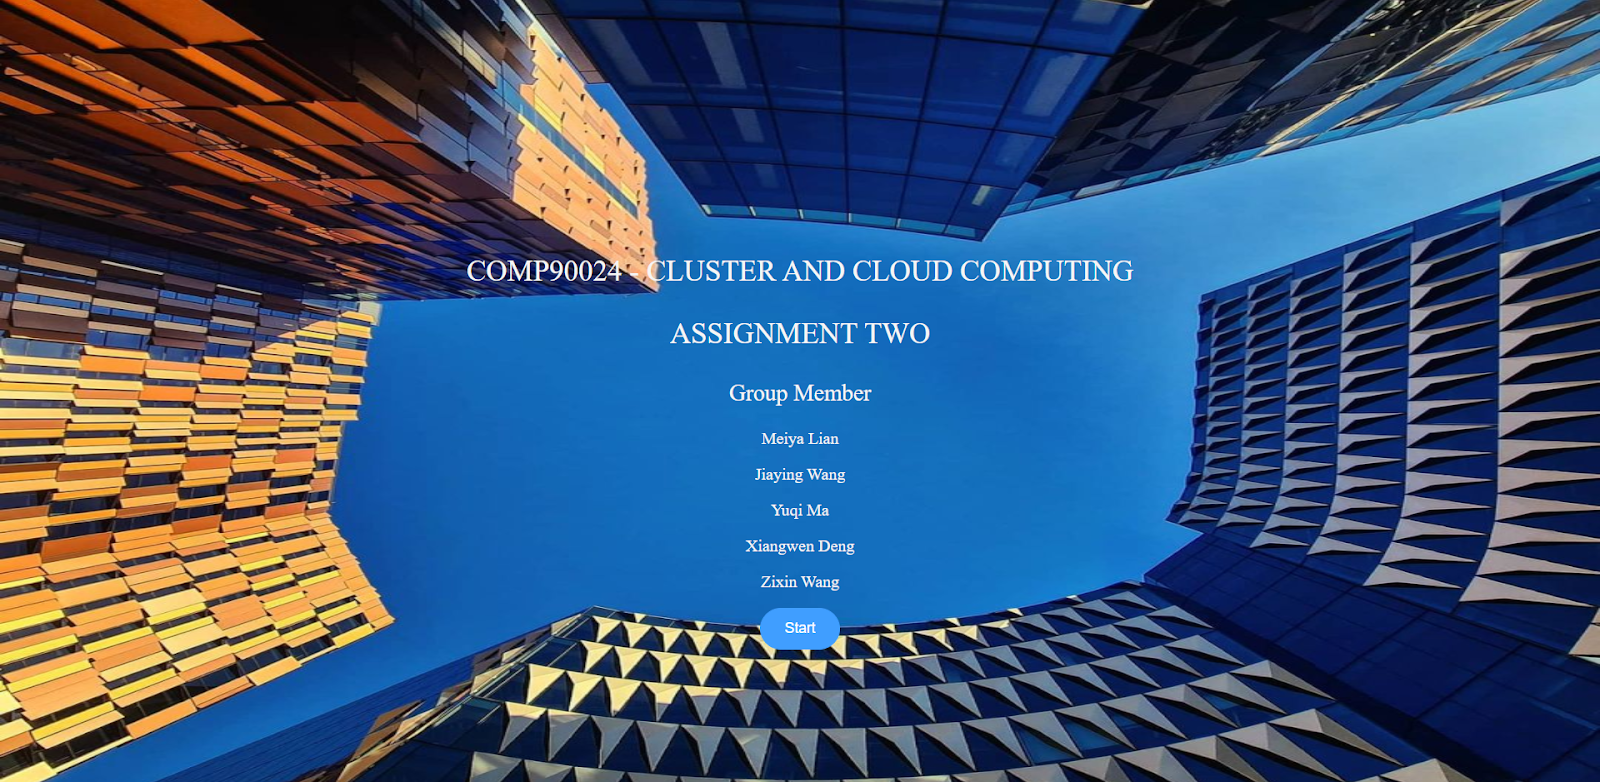 COMP90024 - CLUSTER AND CLOUD COMPUTING
ASSIGNMENT TWO
Group Member
Meiya Lian
Jiaying Wang
Yuqi Ma
Xiangwen Deng
Zixin Wang
Start